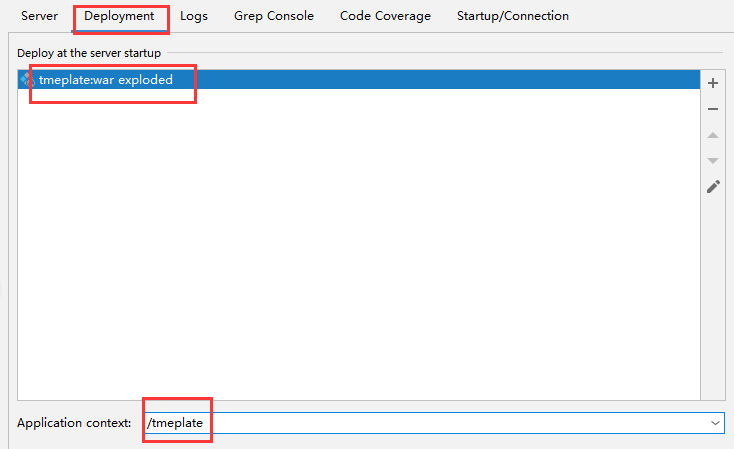 Server Deployment Logs Grep Console Code Coverage Startup/Connection
Deploy at the server startup
tmeplate:war exploded
Application context: /tmeplate